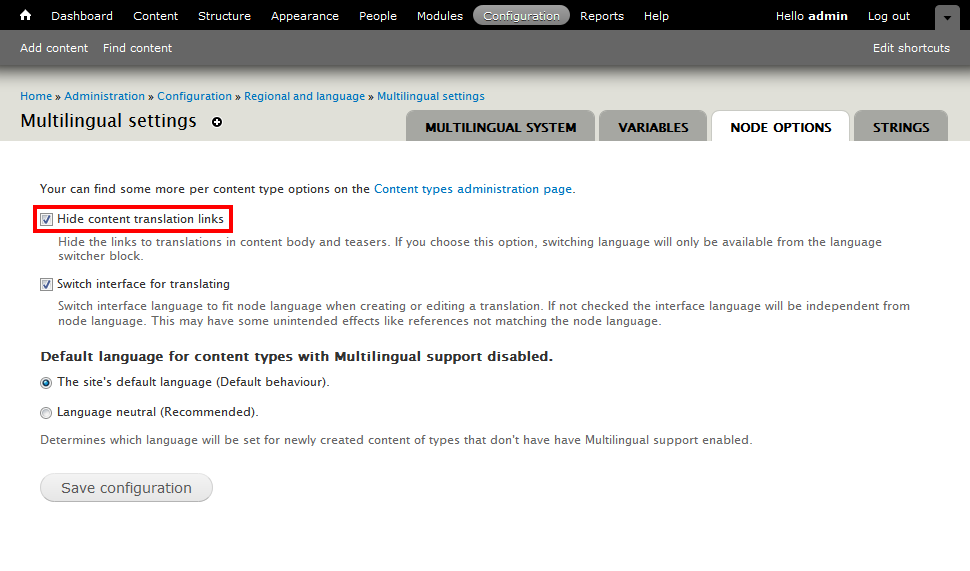 Dashboard Content Structure Appearance People Modules Configuration Reports Help Hello admin Log out
Add content Find content Edit shortcuts
Home » Administration » Configuration » Regional and language » Multilingual settings
Multilingual settings
MULTILINGUAL SYSTEM VARIABLES NODE OPTIONS STRINGS
Your can find some more per content type options on the Content types administration page.
Hide content translation links
Hide the links to translations in content body and teasers. If you choose this option, switching language will only be available from the language
switcher block.
Switch interface for translating
Switch interface language to fit node language when creating or editing a translation. If not checked the interface language will be independent from
node language. This may have some unintended effects like references not matching the node language.
Default language for content types with Multilingual support disabled.
The site's default language (Default behaviour).
Language neutral (Recommended).
Determines which language will be set for newly created content of types that don't have have Multilingual support enabled.
Save configuration